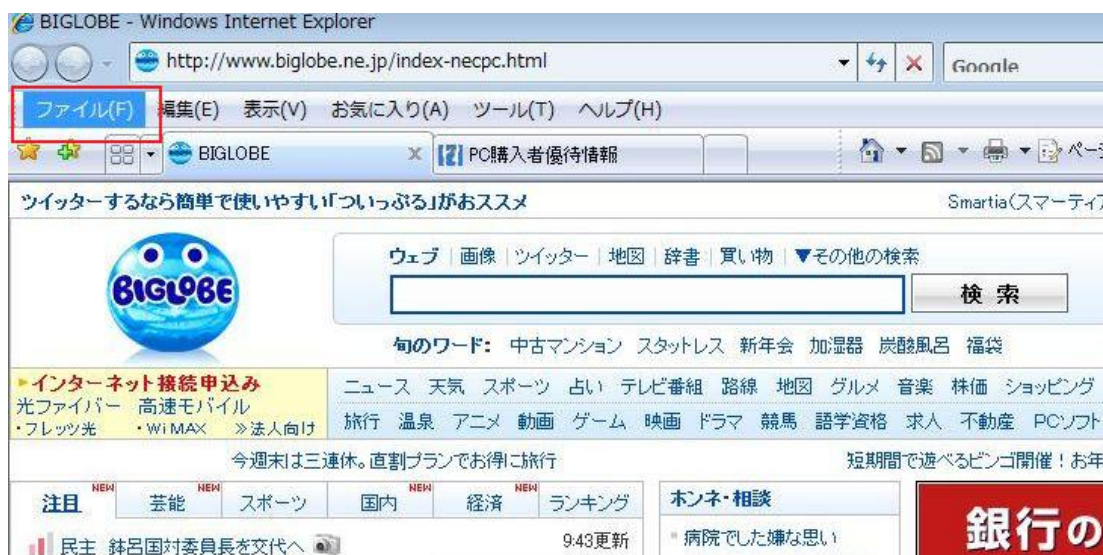 BIGLOBE - Windows Internet Explorer
http://www.biglobe.ne.jp/index-necpc.html
Google
ファイル(F) 編集(E) 表示(V) お気に入り(A) ツール(T) ヘルプ(H)
BIGLOBE PC購入者優待情報 ページ
ツイッターするなら簡単で使いやすい「ついっぷる」がおススメ Smartia(スマーティア
ウェブ 画像 ツイッター 地図 辞書 買い物 ▼その他の検索
BIGLOBE
検索
旬のワード: 中古マンション スタットレス 新年会 加湿器 炭酸風呂 福袋
インターネット接続申込み
光ファイバー 高速モバイル
・フレッツ光 ・WiMAX ≫法人向け
ニュース 天気 スポーツ 占い テレビ番組 路線 地図 グルメ 音楽 株価 ショッピング
旅行 温泉 アニメ 動画 ゲーム 映画 ドラマ 競馬 語学資格 求人 不動産 PCソフト
今週末は三連休。直割プランでお得に旅行 短期間で遊べるビンゴ開催!お年
注目 NEW 芸能 NEW スポーツ 国内 NEW 経済 NEW ランキング
民主 鉢呂国対委員長を交代へ 9:43更新
ホンネ・相談
病院でした嫌な思い
銀行の